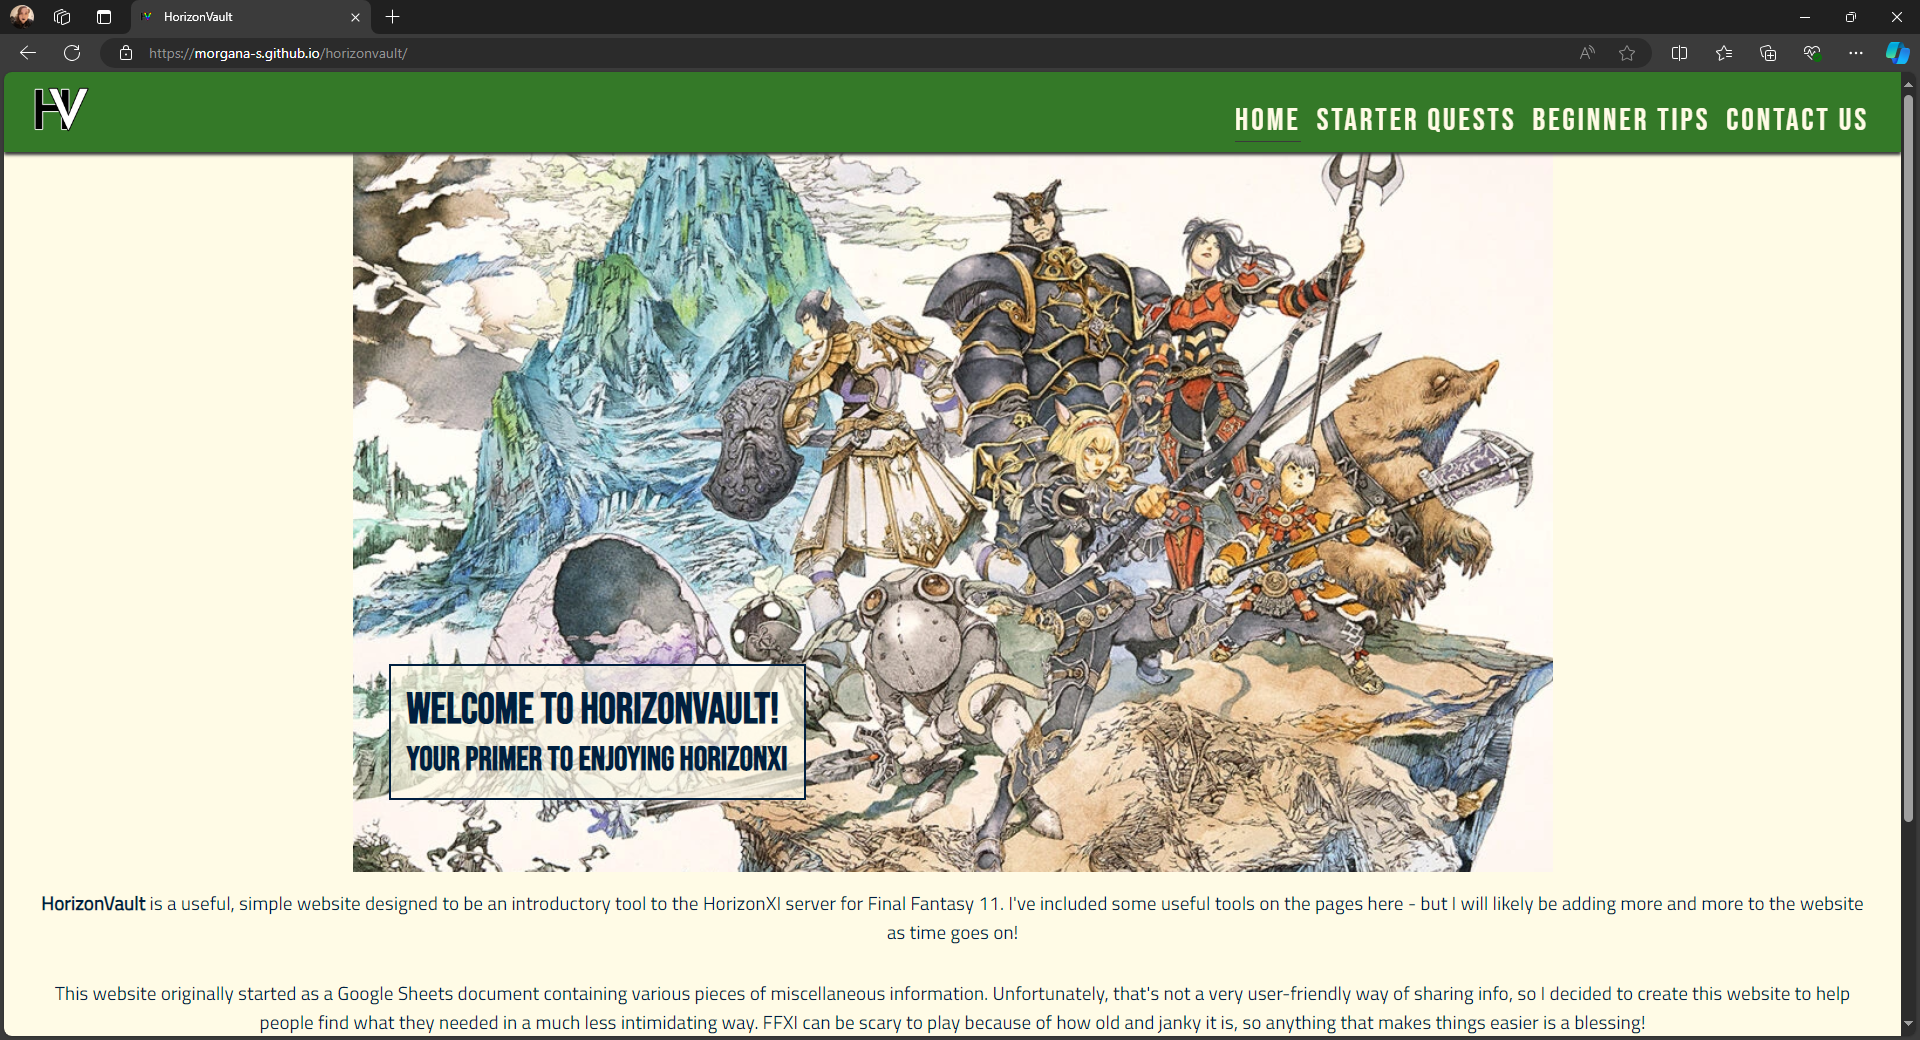 HorizonVault
https://morgana-s.github.io/horizonvault/
HV
HOME STARTER QUESTS BEGINNER TIPS CONTACT US
WELCOME TO HORIZONVAULT!
YOUR PRIMER TO ENJOYING HORIZONXI
HorizonVault is a useful, simple website designed to be an introductory tool to the HorizonXI server for Final Fantasy 11. I've included some useful tools on the pages here - but I will likely be adding more and more to the website
as time goes on!
This website originally started as a Google Sheets document containing various pieces of miscellaneous information. Unfortunately, that's not a very user-friendly way of sharing info, so I decided to create this website to help
people find what they needed in a much less intimidating way. FFXI can be scary to play because of how old and janky it is, so anything that makes things easier is a blessing!